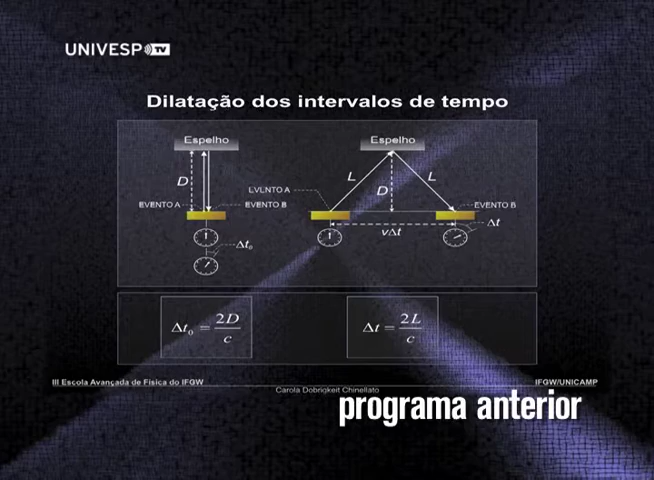 UNIVESP TV
Dilatação dos intervalos de tempo
Espelho
D
EVENTO A
EVENTO B
Δt₀
Espelho
L
L
D
EVENTO A
EVENTO B
vΔt
Δt
Δt₀ = 2D/c
Δt = 2L/c
III Escola Avançada de Física do IFGW
Carola Dobrigkeit Chinellato
IFGW/UNICAMP
programa anterior